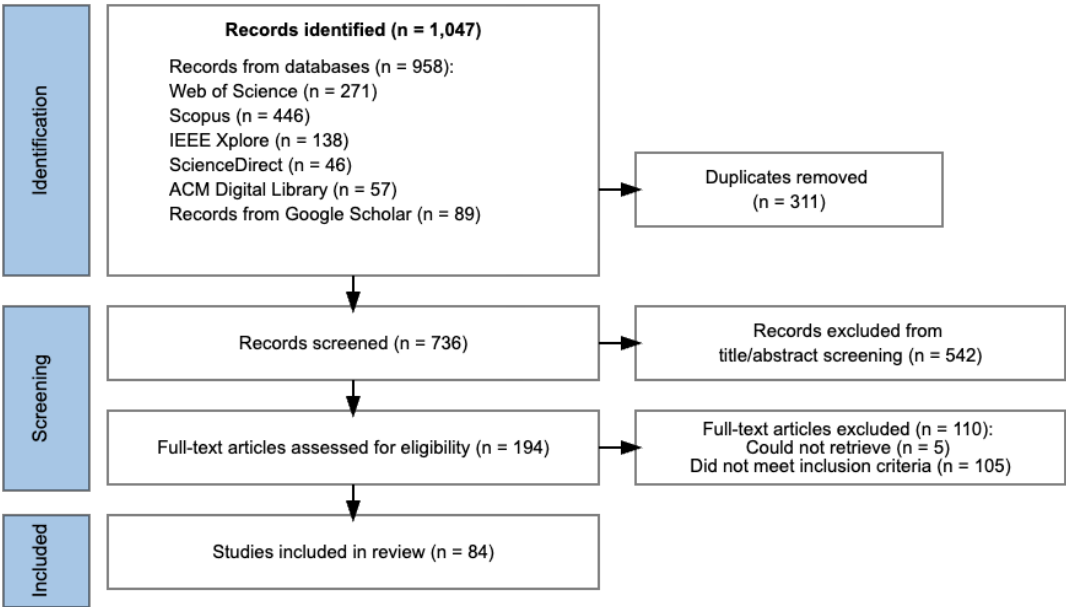 Identification
Records identified (n = 1,047)
Records from databases (n = 958):
Web of Science (n = 271)
Scopus (n = 446)
IEEE Xplore (n = 138)
ScienceDirect (n = 46)
ACM Digital Library (n = 57)
Records from Google Scholar (n = 89)
Duplicates removed
(n = 311)
Screening
Records screened (n = 736)
Records excluded from
title/abstract screening (n = 542)
Full-text articles assessed for eligibility (n = 194)
Full-text articles excluded (n = 110):
Could not retrieve (n = 5)
Did not meet inclusion criteria (n = 105)
Included
Studies included in review (n = 84)